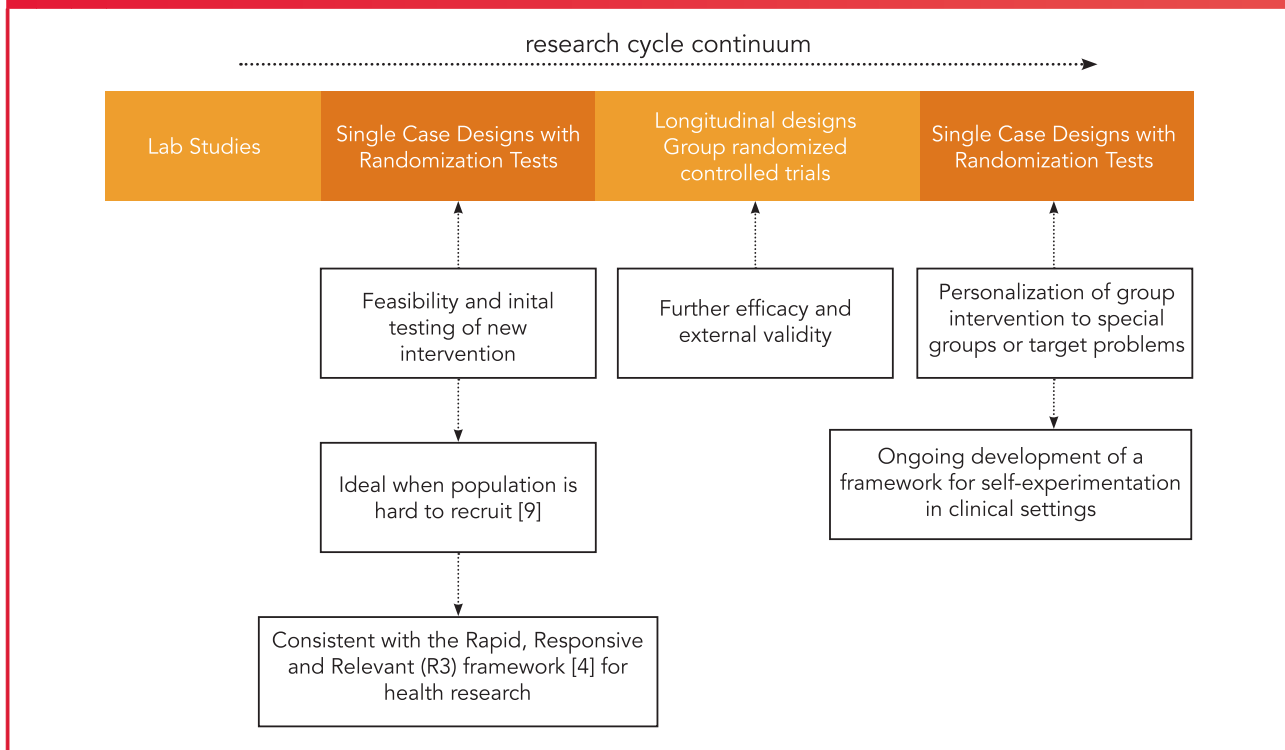 research cycle continuum
Lab Studies
Single Case Designs with
Randomization Tests
Longitudinal designs
Group randomized
controlled trials
Single Case Designs with
Randomization Tests
Feasibility and inital
testing of new
intervention
Further efficacy and
external validity
Personalization of group
intervention to special
groups or target problems
Ideal when population is
hard to recruit [9]
Ongoing development of a
framework for self-experimentation
in clinical settings
Consistent with the Rapid, Responsive
and Relevant (R3) framework [4] for
health research